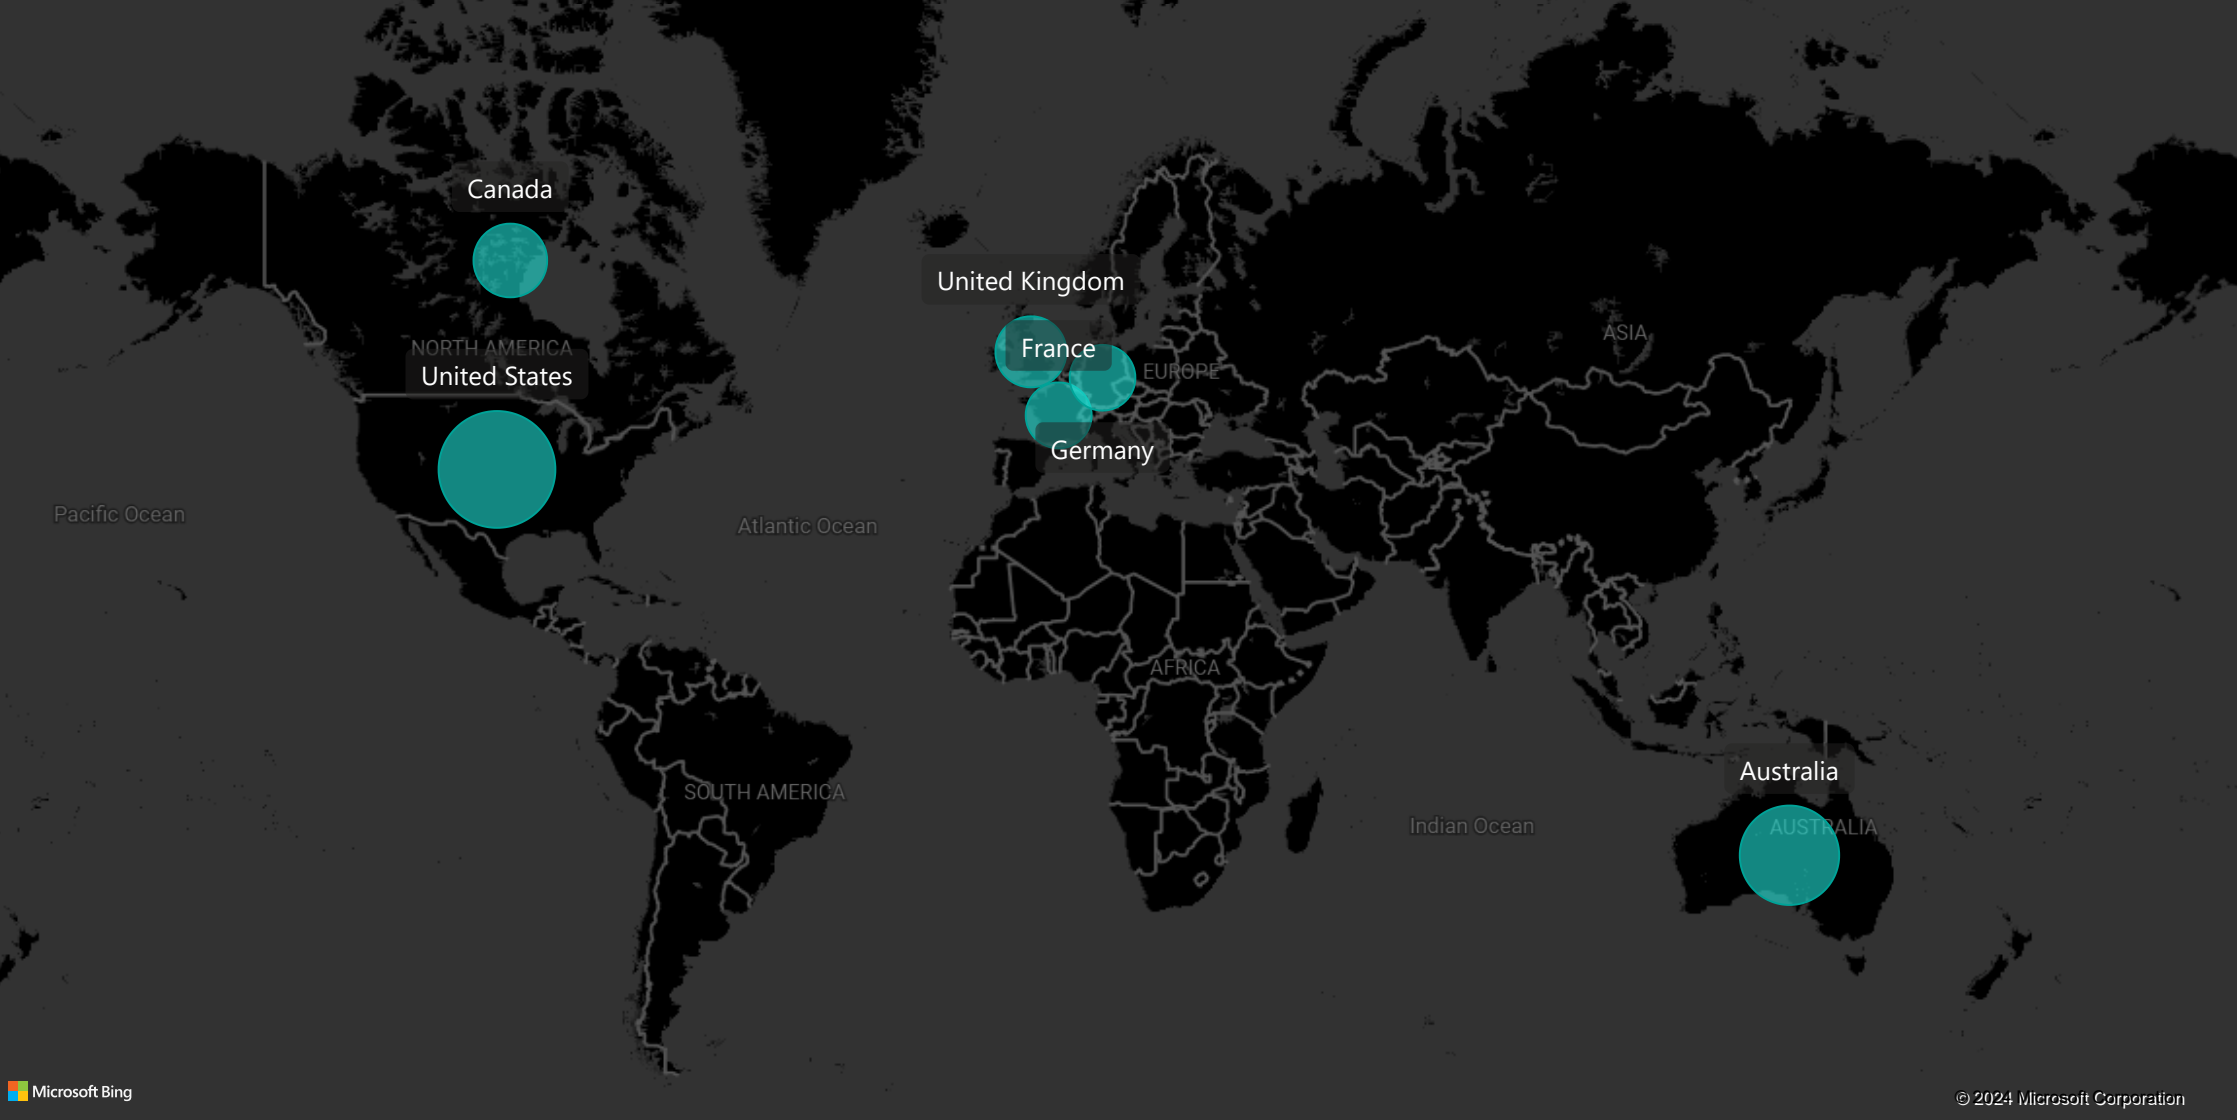 Canada
United Kingdom
ASIA
NORTH AMERICA
France
EUROPE
United States
Germany
Pacific Ocean
Atlantic Ocean
AFRICA
Australia
SOUTH AMERICA
Indian Ocean
AUSTRALIA
Microsoft Bing
© 2024 Microsoft Corporation